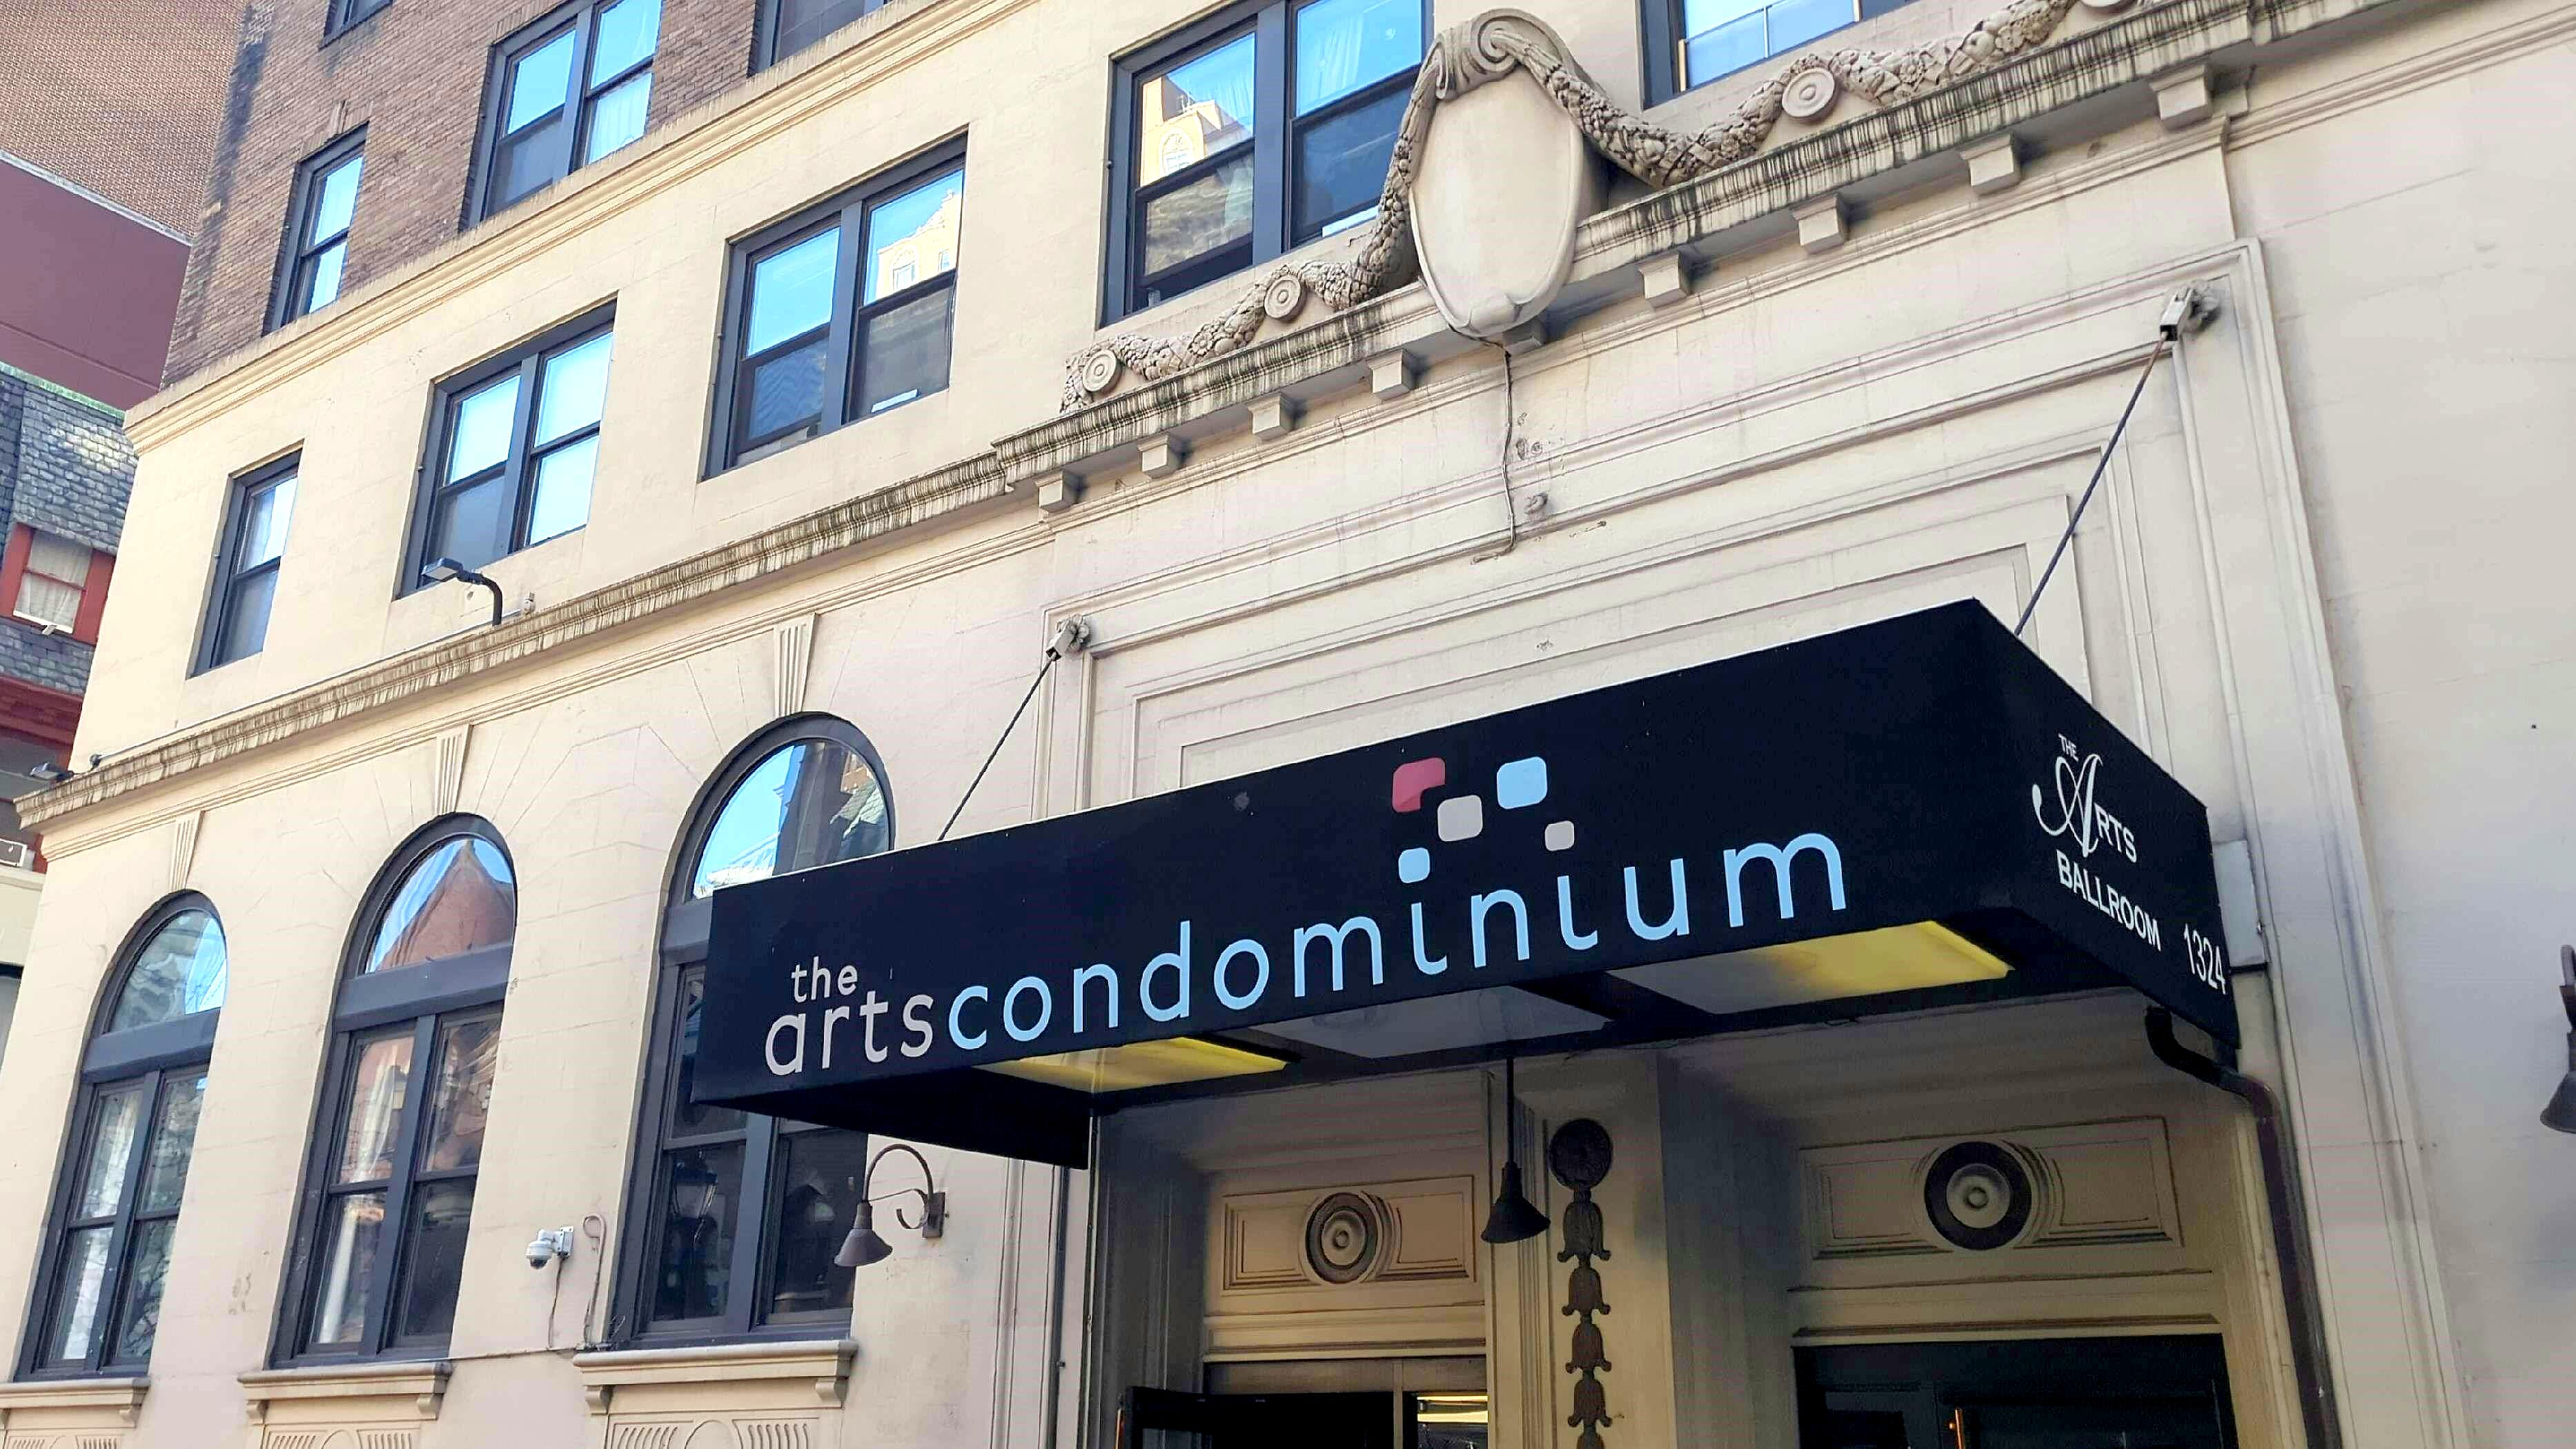 the
artscondominium
THE
ARTS
BALLROOM
1324